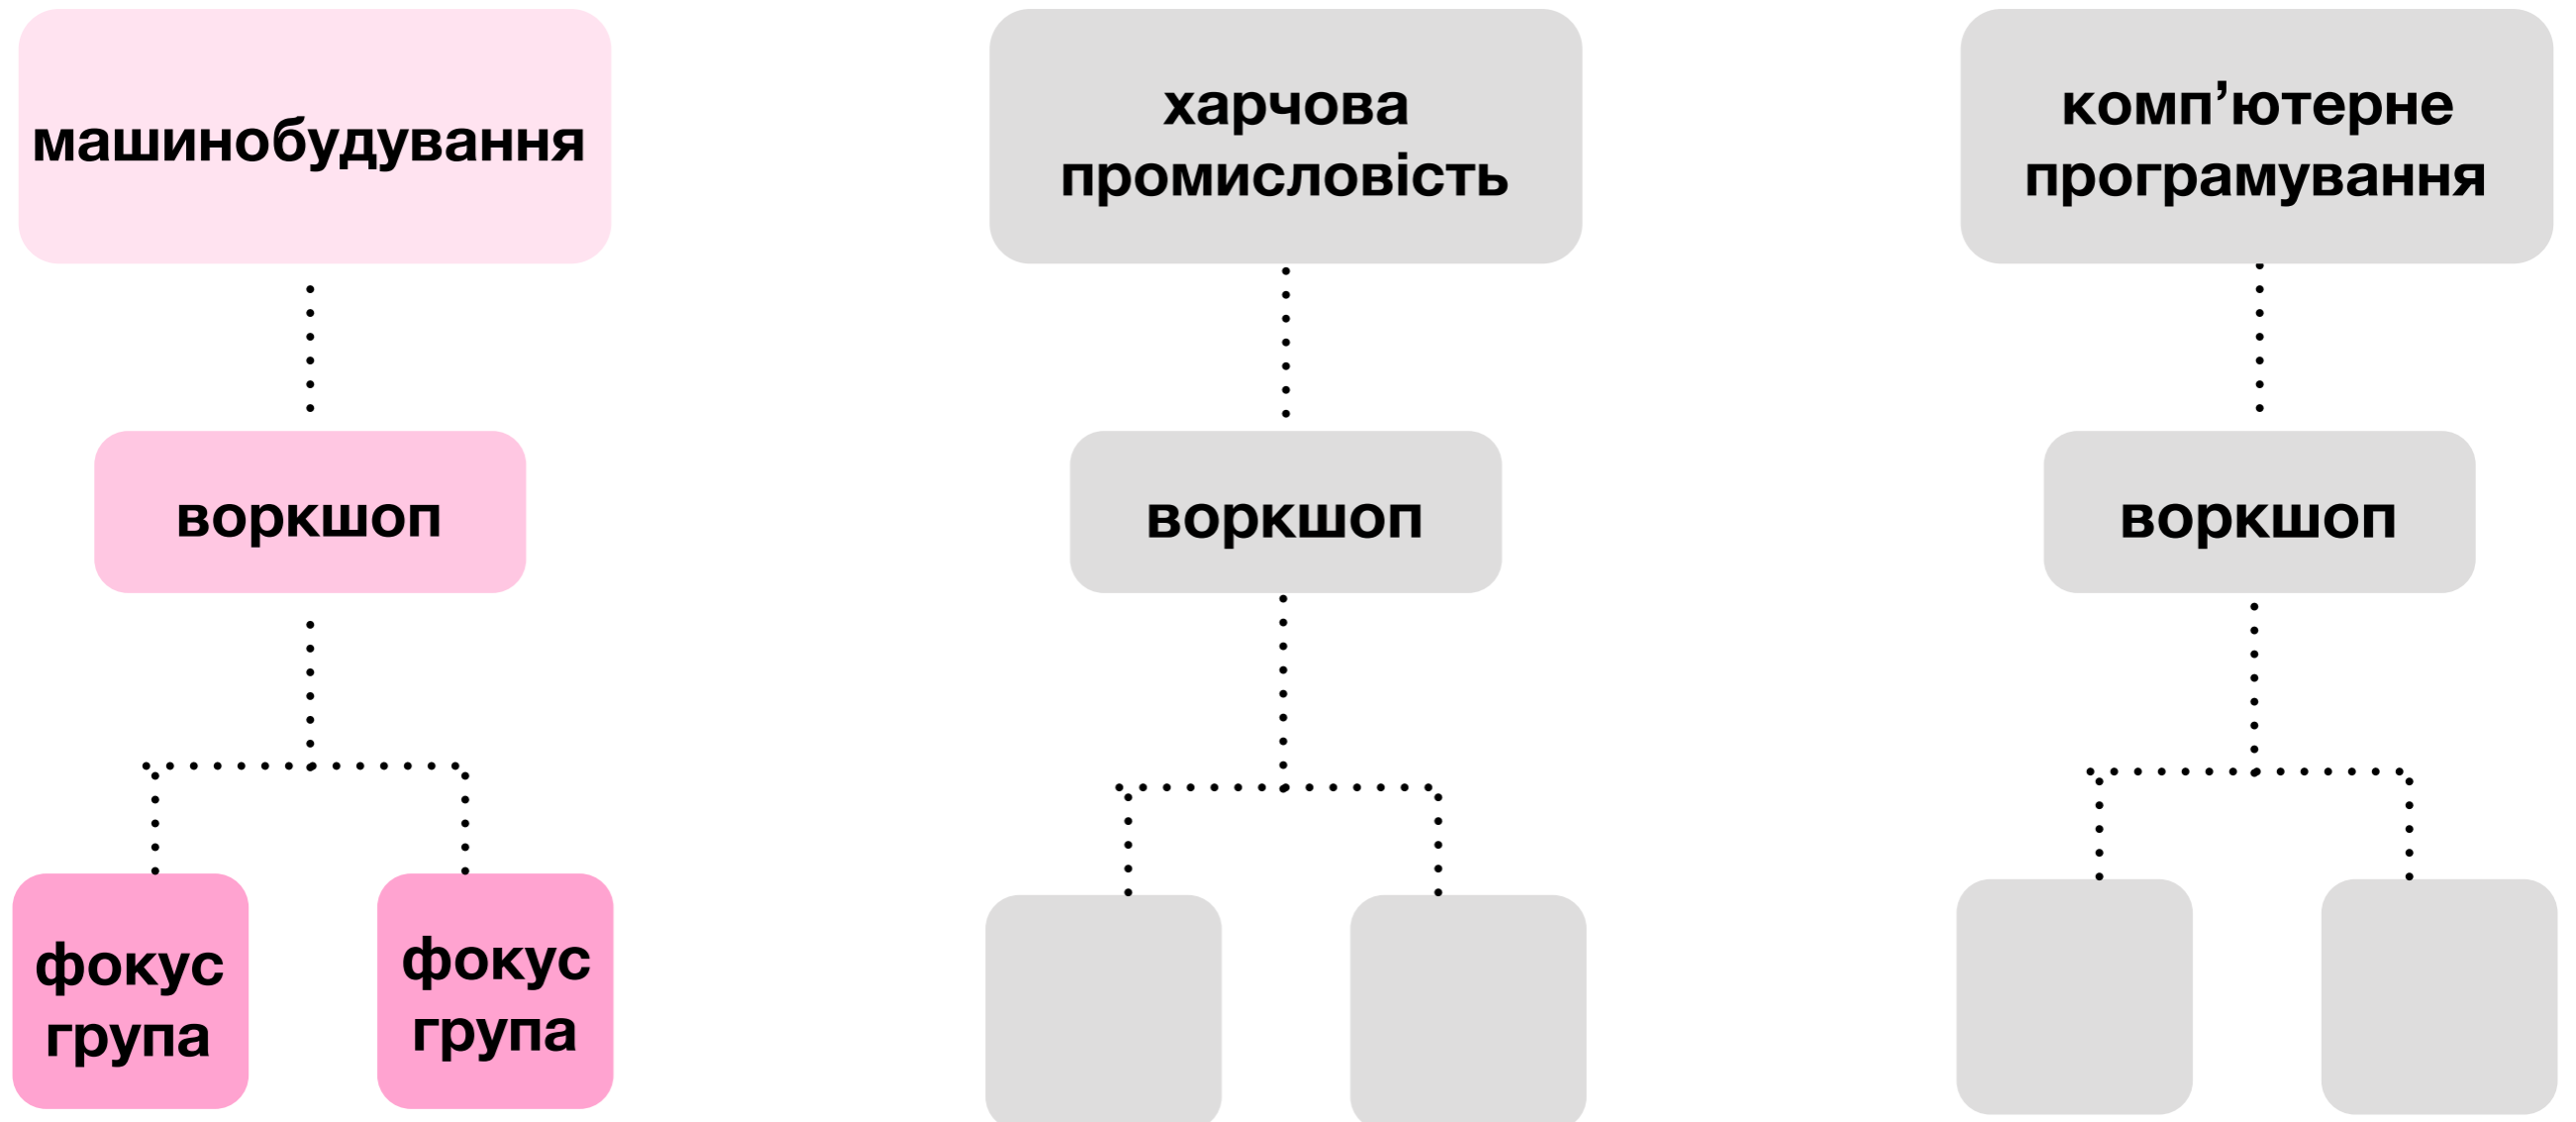 машинобудування
харчова
промисловість
комп’ютерне
програмування
воркшоп
воркшоп
воркшоп
фокус
група
фокус
група